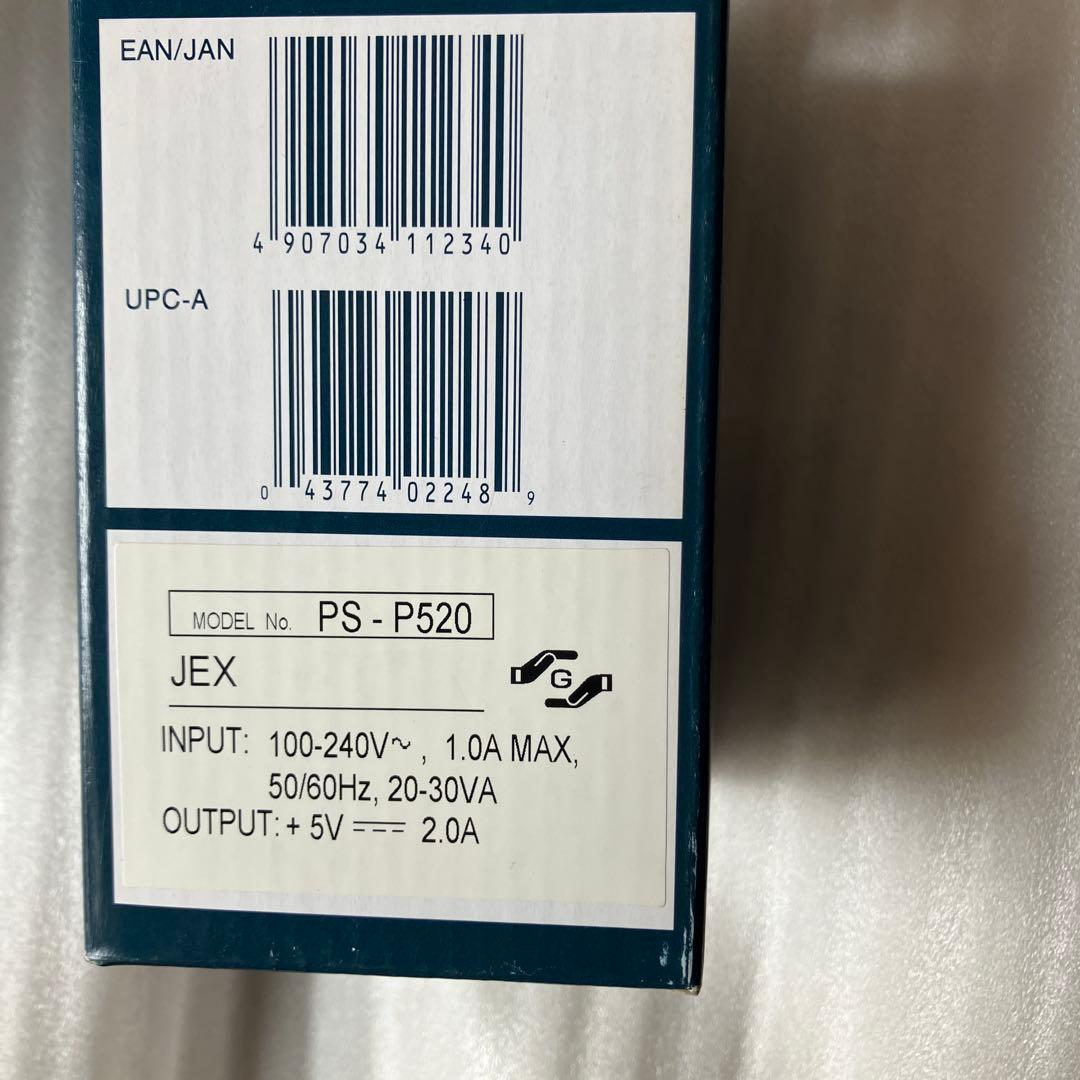 EAN/JAN
4 907034 112340
UPC-A
0 43774 02248 9
MODEL No. PS - P520
JEX
G
INPUT: 100-240V~ , 1.0A MAX,
50/60Hz, 20-30VA
OUTPUT: + 5V ⎓ 2.0A